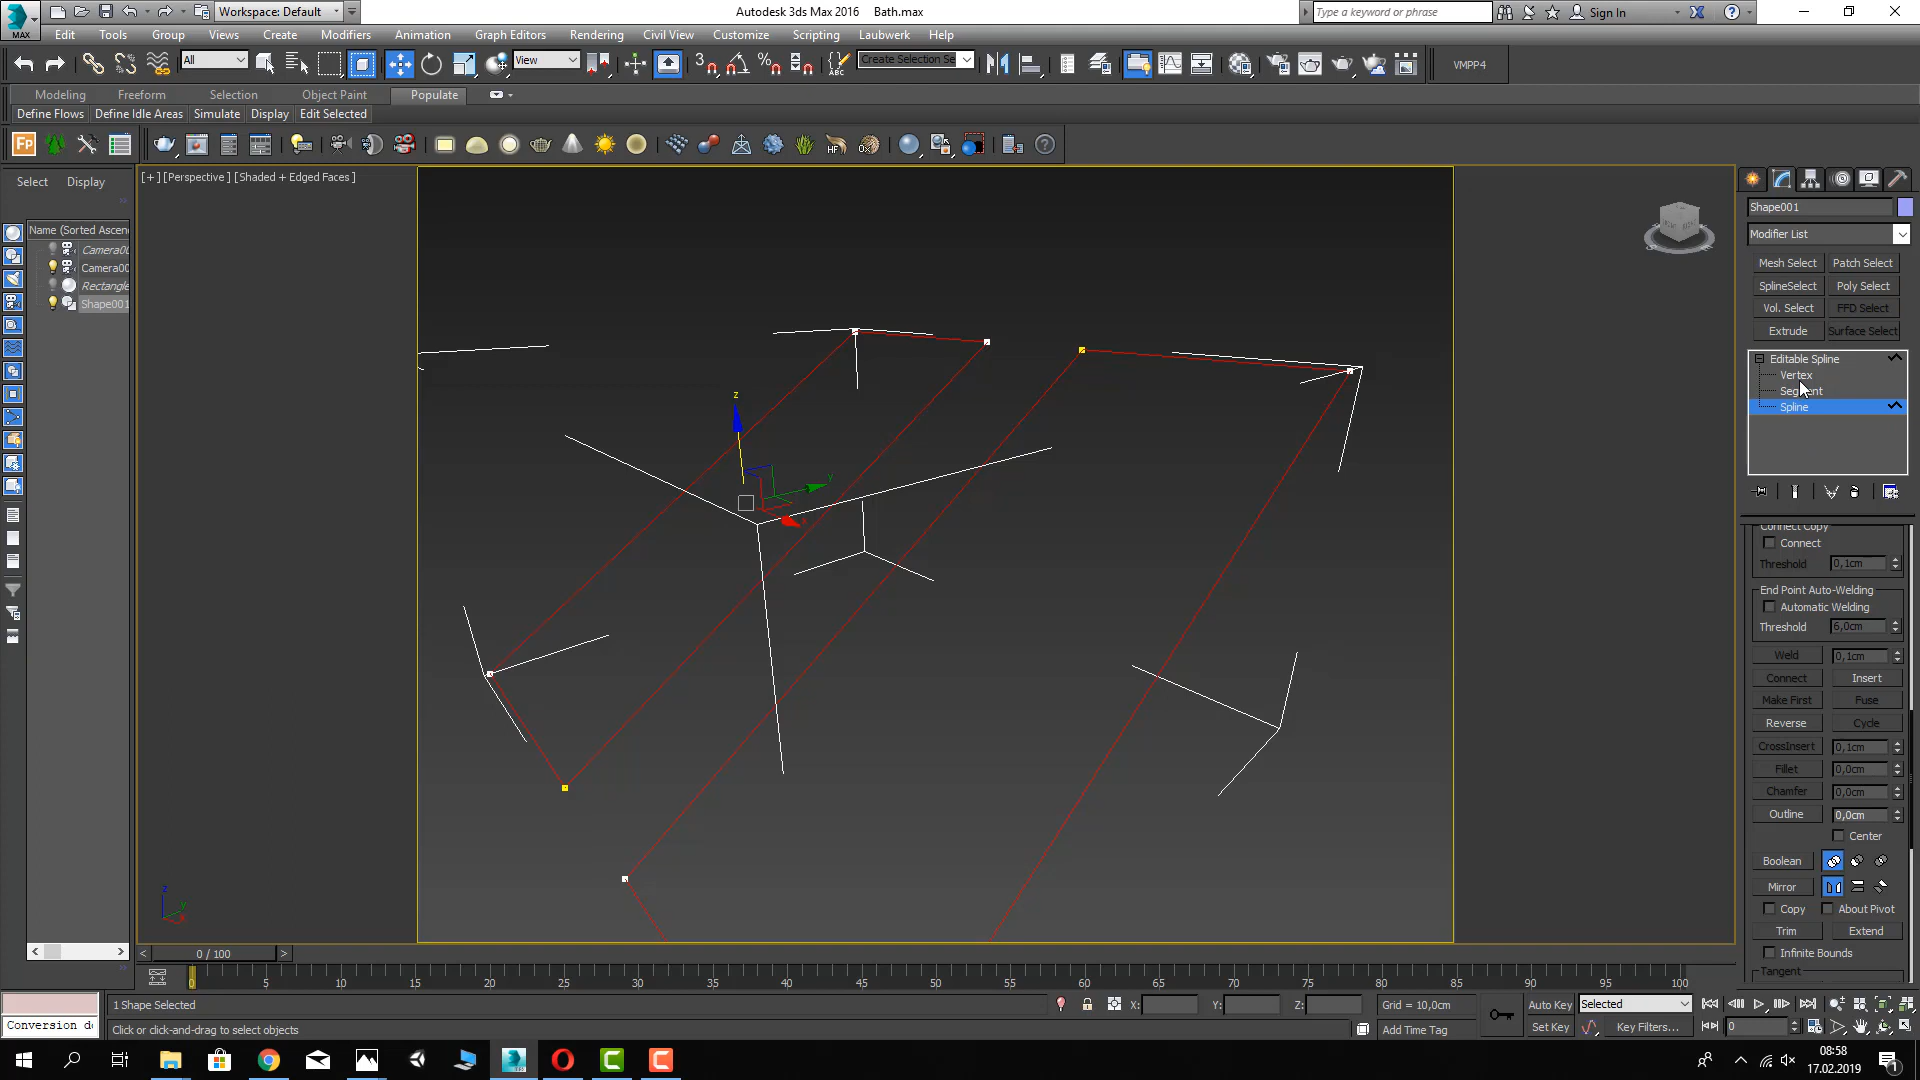 Workspace: Default
Autodesk 3ds Max 2016 Bath.max
Type a keyword or phrase
Sign In
MAX
Edit Tools Group Views Create Modifiers Animation Graph Editors Rendering Civil View Customize Scripting Laubwerk Help
All View Create Selection Se VMPP4
Modeling Freeform Selection Object Paint Populate
Define Flows Define Idle Areas Simulate Display Edit Selected
Select Display
[+] [Perspective ] [Shaded + Edged Faces ]
Name (Sorted Ascen
Camera00
Camera00
Rectangle
Shape001
Shape001
Modifier List
Mesh Select Patch Select
SplineSelect Poly Select
Vol. Select FFD Select
Extrude Surface Select
Editable Spline
Vertex
Segment
Spline
Connect Copy
Connect
Threshold 0,1cm
End Point Auto-Welding
Automatic Welding
Threshold 6,0cm
Weld 0,1cm
Connect Insert
Make First Fuse
Reverse Cycle
CrossInsert 0,1cm
Fillet 0,0cm
Chamfer 0,0cm
Outline 0,0cm
Center
Boolean
Mirror
Copy About Pivot
Trim Extend
Infinite Bounds
Tangent
z
y
x
z
y
x
< 0 / 100 >
0 5 10 15 20 25 30 35 40 45 50 55 60 65 70 75 80 85 90 95 100
1 Shape Selected
X: Y: Z: Grid = 10,0cm
Auto Key Selected
Conversion do
Click or click-and-drag to select objects
Add Time Tag
Set Key Key Filters... 0
08:58
17.02.2019